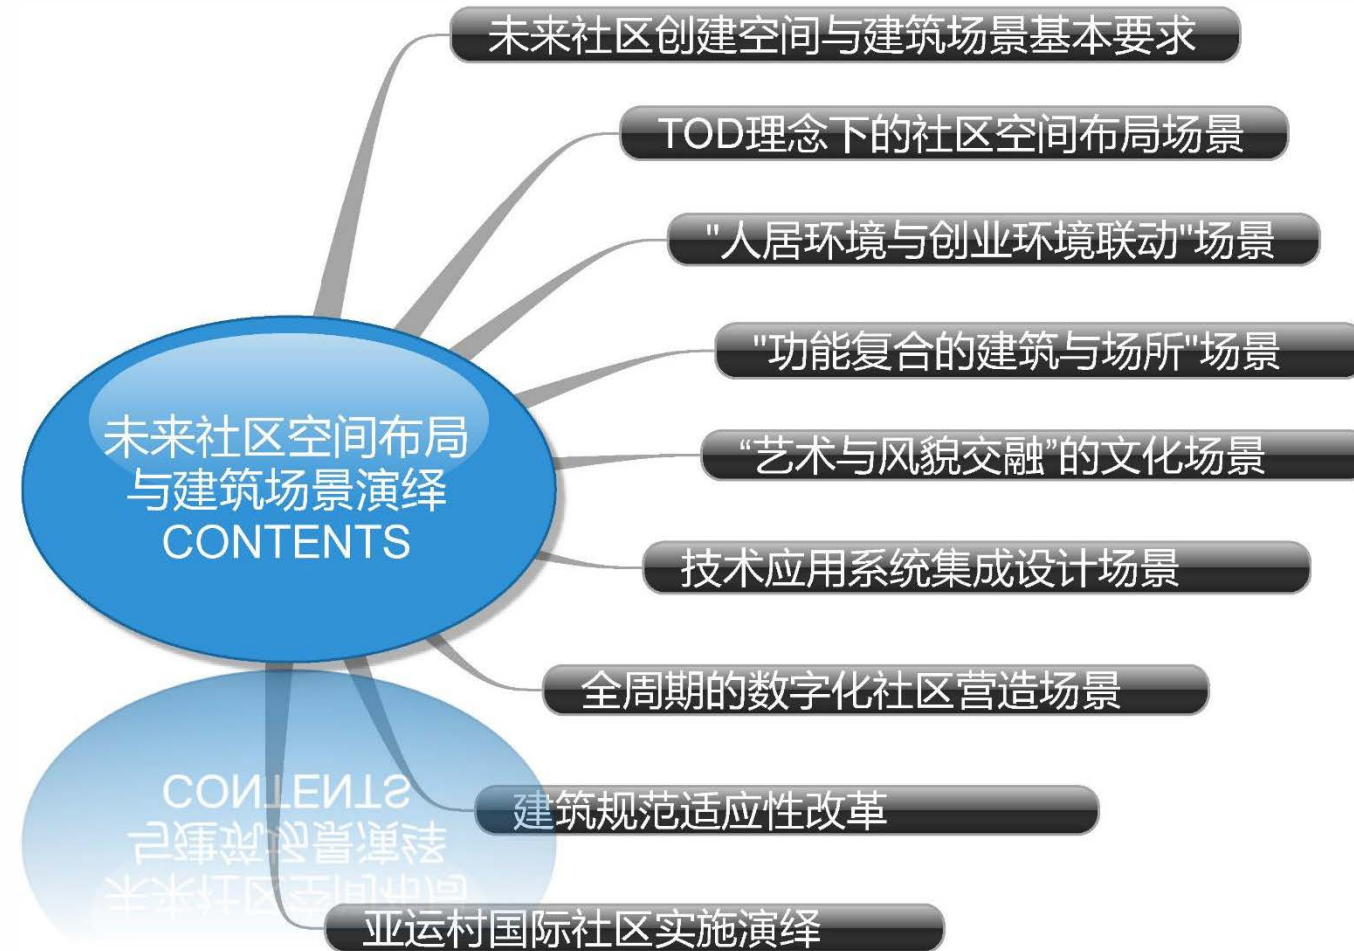 未来社区创建空间与建筑场景基本要求
TOD理念下的社区空间布局场景
"人居环境与创业环境联动"场景
"功能复合的建筑与场所"场景
“艺术与风貌交融”的文化场景
技术应用系统集成设计场景
全周期的数字化社区营造场景
建筑规范适应性改革
亚运村国际社区实施演绎
未来社区空间布局
与建筑场景演绎
CONTENTS